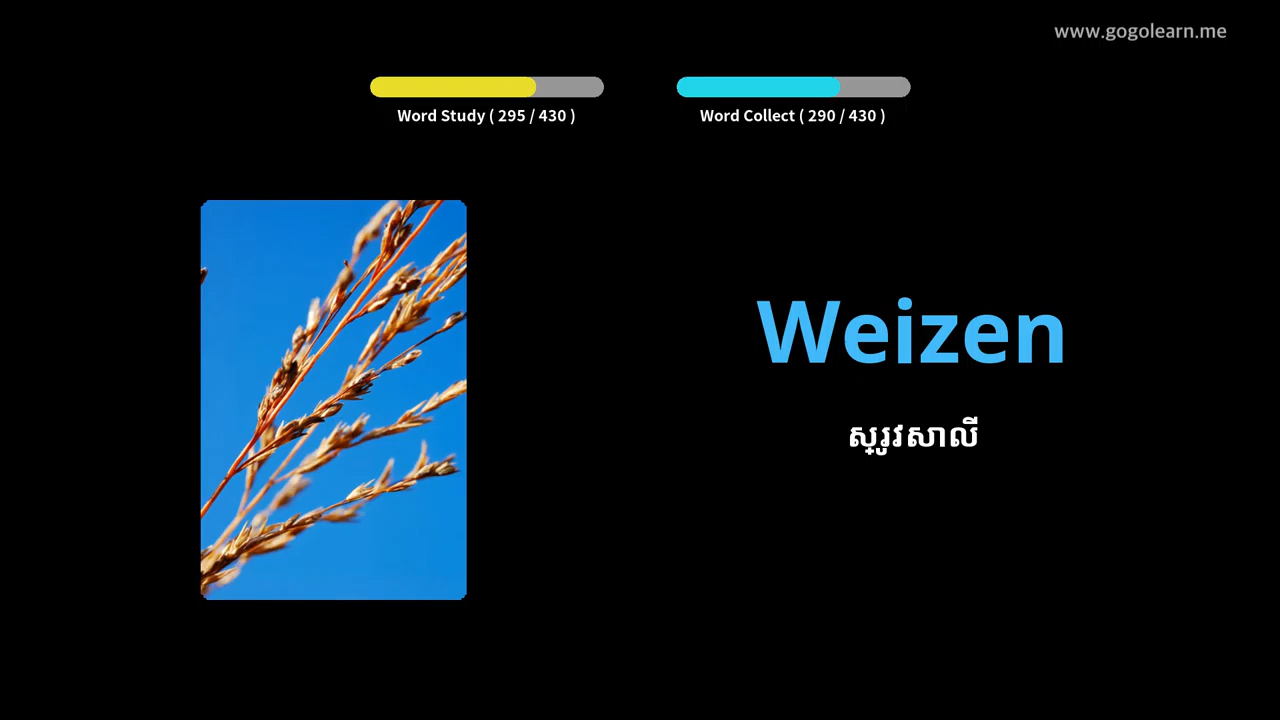 www.gogolearn.me
Word Study ( 295 / 430 )
Word Collect ( 290 / 430 )
Weizen
ស្រូវសាលី